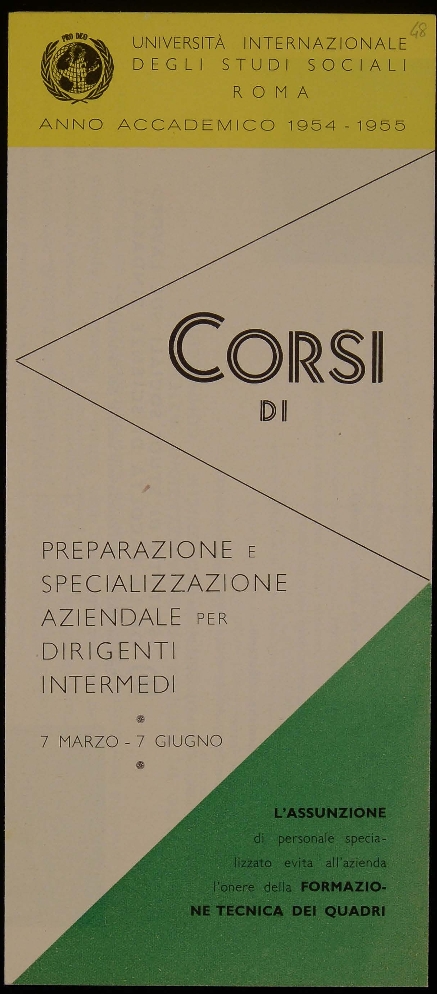 48
PRO DEO
UNIVERSITÀ INTERNAZIONALE
DEGLI STUDI SOCIALI
ROMA
ANNO ACCADEMICO 1954 - 1955
CORSI
DI
PREPARAZIONE E
SPECIALIZZAZIONE
AZIENDALE PER
DIRIGENTI
INTERMEDI
7 MARZO - 7 GIUGNO
L'ASSUNZIONE
di personale specia-
lizzato evita all'azienda
l'onere della FORMAZIO-
NE TECNICA DEI QUADRI